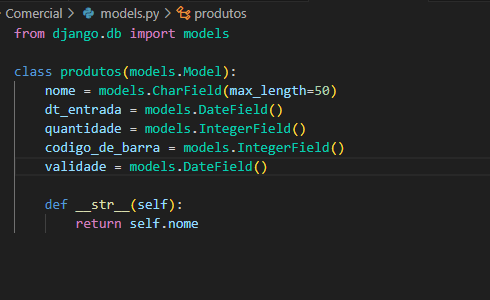 Comercial > models.py > produtos
from django.db import models
class produtos(models.Model):
nome = models.CharField(max_length=50)
dt_entrada = models.DateField()
quantidade = models.IntegerField()
codigo_de_barra = models.IntegerField()
validade = models.DateField()
def __str__(self):
return self.nome